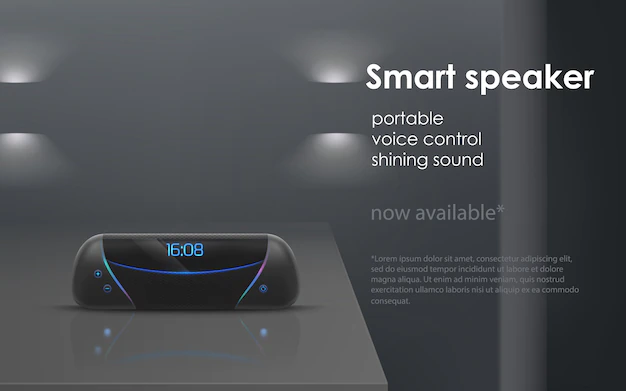 Smart speaker
portable
voice control
shining sound
now available*
*Lorem ipsum dolor sit amet, consectetur
adipiscing elit, sed do eiusmod tempor
incididunt ut labore et dolore magna aliqua.
Ut enim ad minim veniam, quis nostrud
exercitation ullamco laboris nisi ut aliquip ex ea commodo
consequat.
16:08